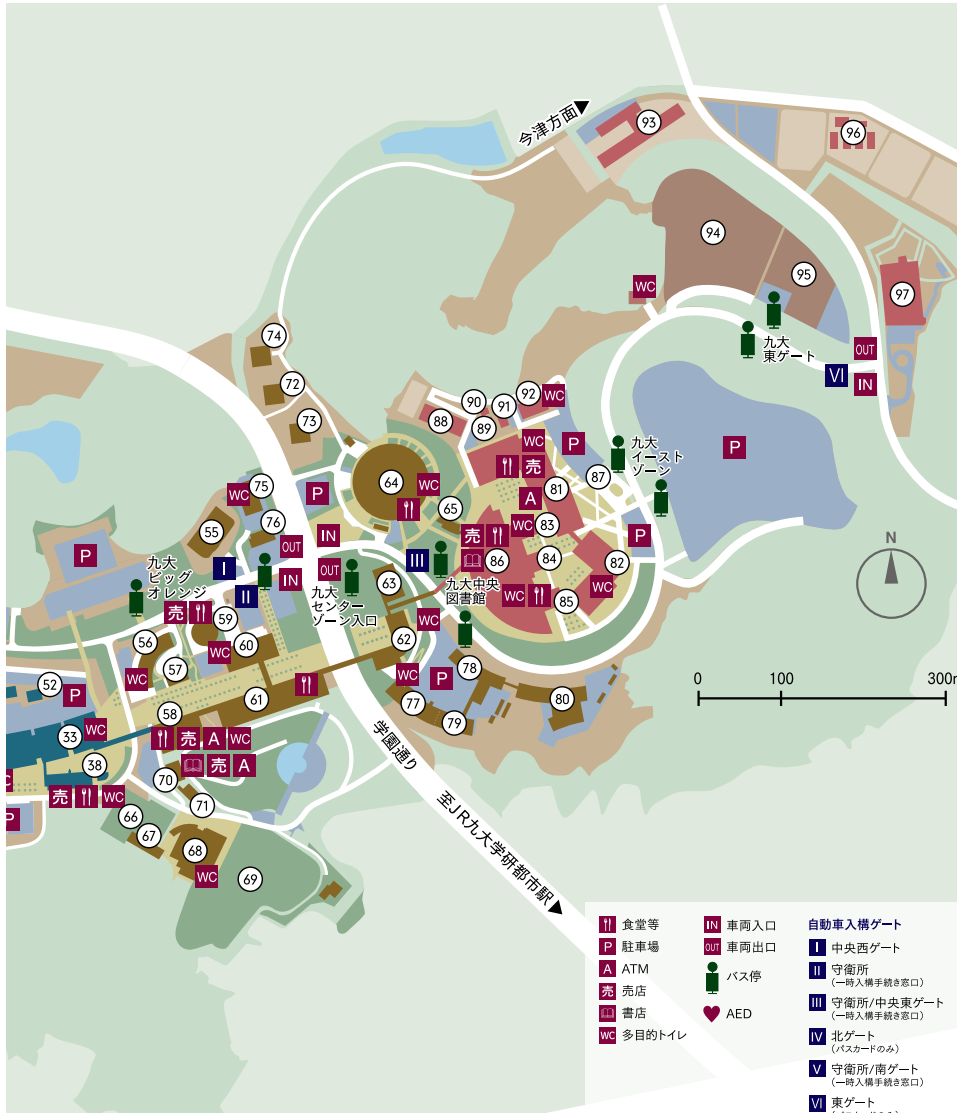 今津方面▶
93
96
94
95
97
WC
九大
東ゲート
OUT
VI
IN
74
72
73
90
91
92
WC
88
89
WC
P
九大
イースト
ゾーン
P
売
87
64
WC
81
A
75
WC
P
65
76
55
IN
83
WC
P
売
OUT
III
86
84
82
P
I
九大
ビッグ
オレンジ
II
IN
OUT
九大
センター
ゾーン入口
63
九大中央
図書館
WC
WC
85
売
59
WC
56
60
WC
62
57
78
WC
52
P
WC
P
61
77
80
58
79
33
WC
売
A
WC
学園通り
38
売
A
C
70
売
WC
71
66
P
67
至JR九大学研都市駅▶
68
WC
69
N
0
100
300m
食堂等
P 駐車場
A ATM
売 売店
書店
WC 多目的トイレ
IN 車両入口
OUT 車両出口
バス停
AED
自動車入構ゲート
I 中央西ゲート
II 守衛所
(一時入構手続き窓口)
III 守衛所/中央東ゲート
(一時入構手続き窓口)
IV 北ゲート
(パスカードのみ)
V 守衛所/南ゲート
(一時入構手続き窓口)
VI 東ゲート